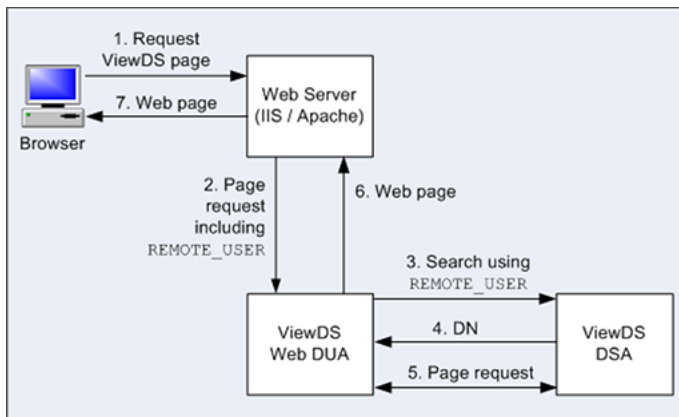 1. Request
ViewDS page
7. Web page
Browser
Web Server
(IIS / Apache)
2. Page
request
including
REMOTE_USER
6. Web page
3. Search using
REMOTE_USER
ViewDS
Web DUA
4. DN
5. Page request
ViewDS
DSA